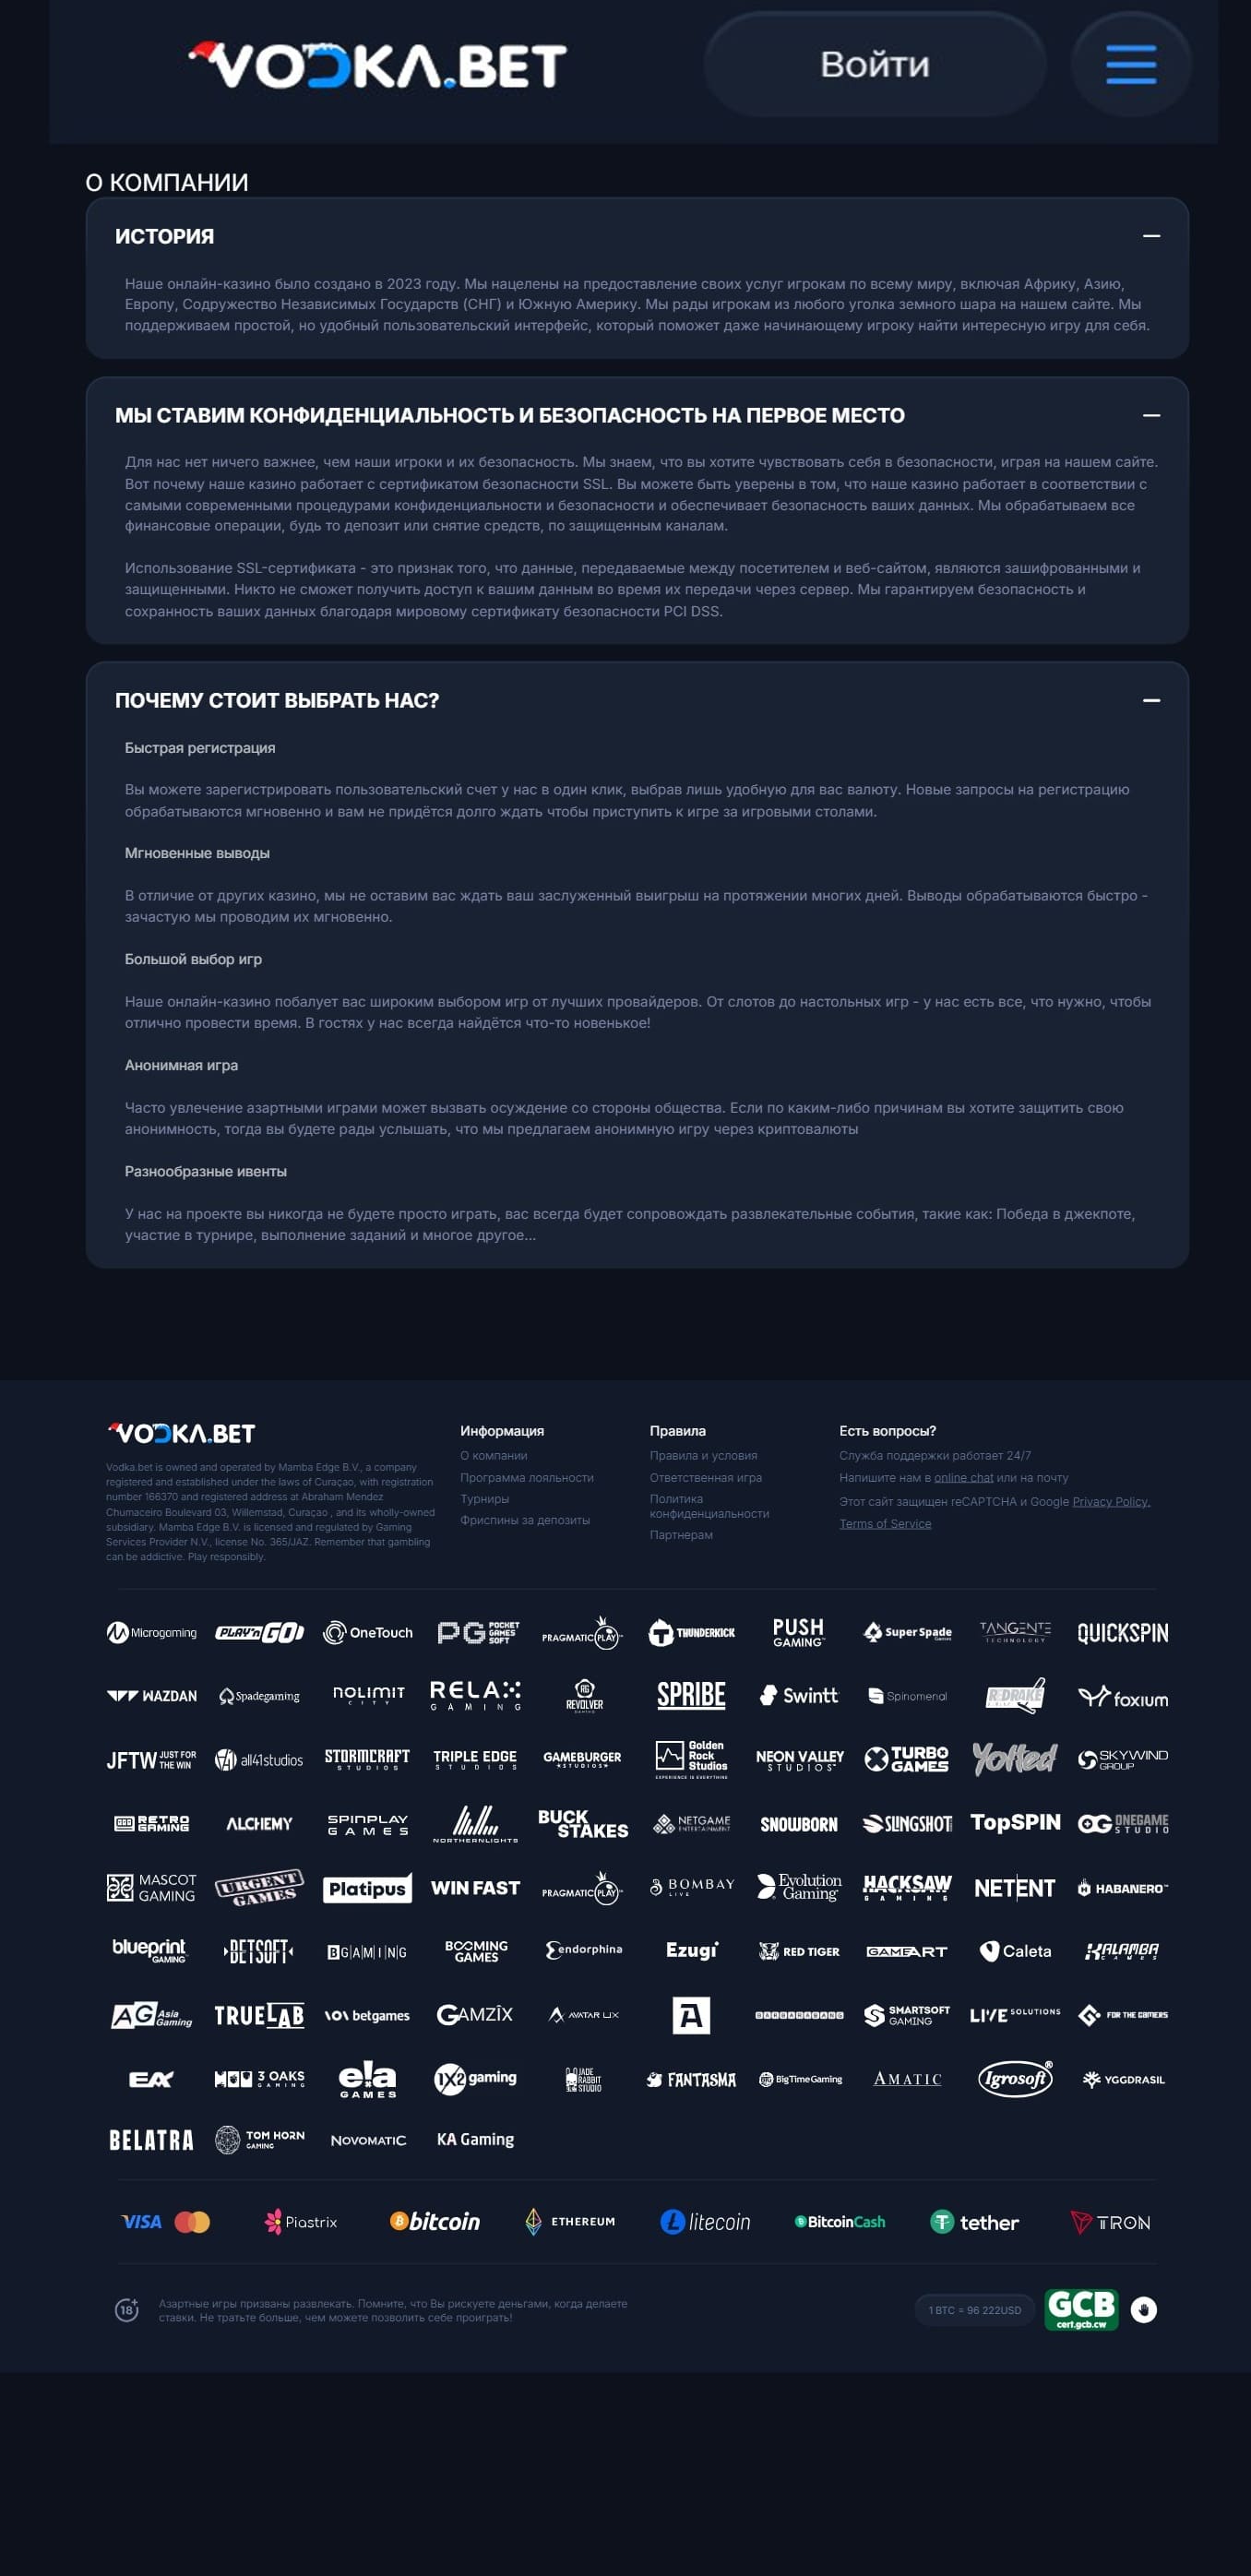 VODKA.BET
Войти
О КОМПАНИИ
ИСТОРИЯ
Наше онлайн-казино было создано в 2023 году. Мы нацелены на предоставление своих услуг игрокам по всему миру, включая Африку, Азию,
Европу, Содружество Независимых Государств (СНГ) и Южную Америку. Мы рады игрокам из любого уголка земного шара на нашем сайте. Мы
поддерживаем простой, но удобный пользовательский интерфейс, который поможет даже начинающему игроку найти интересную игру для себя.
МЫ СТАВИМ КОНФИДЕНЦИАЛЬНОСТЬ И БЕЗОПАСНОСТЬ НА ПЕРВОЕ МЕСТО
Для нас нет ничего важнее, чем наши игроки и их безопасность. Мы знаем, что вы хотите чувствовать себя в безопасности, играя на нашем сайте.
Вот почему наше казино работает с сертификатом безопасности SSL. Вы можете быть уверены в том, что наше казино работает в соответствии с
самыми современными процедурами конфиденциальности и безопасности и обеспечивает безопасность ваших данных. Мы обрабатываем все
финансовые операции, будь то депозит или снятие средств, по защищенным каналам.
Использование SSL-сертификата - это признак того, что данные, передаваемые между посетителем и веб-сайтом, являются зашифрованными и
защищенными. Никто не сможет получить доступ к вашим данным во время их передачи через сервер. Мы гарантируем безопасность и
сохранность ваших данных благодаря мировому сертификату безопасности PCI DSS.
ПОЧЕМУ СТОИТ ВЫБРАТЬ НАС?
Быстрая регистрация
Вы можете зарегистрировать пользовательский счет у нас в один клик, выбрав лишь удобную для вас валюту. Новые запросы на регистрацию
обрабатываются мгновенно и вам не придётся долго ждать чтобы приступить к игре за игровыми столами.
Мгновенные выводы
В отличие от других казино, мы не оставим вас ждать ваш заслуженный выигрыш на протяжении многих дней. Выводы обрабатываются быстро -
зачастую мы проводим их мгновенно.
Большой выбор игр
Наше онлайн-казино побалует вас широким выбором игр от лучших провайдеров. От слотов до настольных игр - у нас есть все, что нужно, чтобы
отлично провести время. В гостях у нас всегда найдётся что-то новенькое!
Анонимная игра
Часто увлечение азартными играми может вызвать осуждение со стороны общества. Если по каким-либо причинам вы хотите защитить свою
анонимность, тогда вы будете рады услышать, что мы предлагаем анонимную игру через криптовалюты
Разнообразные ивенты
У нас на проекте вы никогда не будете просто играть, вас всегда будет сопровождать развлекательные события, такие как: Победа в джекпоте,
участие в турнире, выполнение заданий и многое другое...
VODKA.BET
Vodka.bet is owned and operated by Mamba Edge B.V., a company
registered and established under the laws of Curaçao, with registration
number 166370 and registered address at Abraham Mendez
Chumaceiro Boulevard 03, Willemstad, Curaçao , and its wholly-owned
subsidiary. Mamba Edge B.V. is licensed and regulated by Gaming
Services Provider N.V., license No. 365/JAZ. Remember that gambling
can be addictive. Play responsibly.
Информация
О компании
Программа лояльности
Турниры
Фриспины за депозиты
Правила
Правила и условия
Ответственная игра
Политика
конфиденциальности
Партнерам
Есть вопросы?
Служба поддержки работает 24/7
Напишите нам в online chat или на почту
Этот сайт защищен reCAPTCHA и Google Privacy Policy,
Terms of Service
Microgaming PLAY'n GO OneTouch PG POCKET GAMES SOFT PRAGMATIC PLAY THUNDERKICK PUSH GAMING Super Spade Games TANGENTE TECHNOLOGY QUICKSPIN
WAZDAN Spadegaming NOLIMIT CITY RELAX GAMING RG REVOLVER GAMING SPRIBE Swintt Spinomenal foxium
JFTW JUST FOR THE WIN all41studios STORMCRAFT STUDIOS TRIPLE EDGE STUDIOS GAMEBURGER STUDIOS Golden Rock Studios EXPERIENCE IS EVERYTHING NEON VALLEY STUDIOS TURBO GAMES Yolted SKYWIND GROUP
RETRO GAMING ALCHEMY SPINPLAY GAMES NORTHERNLIGHTS BUCK STAKES NETGAME ENTERTAINMENT SNOWBORN SLINGSHOT TopSPIN OG ONEGAME STUDIO
MASCOT GAMING URGENT GAMES Platipus WIN FAST PRAGMATIC PLAY BOMBAY LIVE Evolution Gaming HACKSAW GAMING NETENT HABANERO
blueprint GAMING BETSOFT BGAMING BOOMING GAMES endorphina Ezugi RED TIGER GAMEART Caleta KALAMBA GAMES
AG Asia Gaming TRUELAB betgames GAMZIX AVATAR UX A SMARTSOFT GAMING LIVE SOLUTIONS FOR THE GAMERS
EA 3 OAKS GAMING ela GAMES 1X2 gaming JADE RABBIT STUDIO FANTASMA BigTimeGaming AMATIC Igrosoft YGGDRASIL
BELATRA TOM HORN GAMING NOVOMATIC KA Gaming
VISA Piastrix bitcoin ETHEREUM litecoin BitcoinCash tether TRON
18+
Азартные игры призваны развлекать. Помните, что Вы рискуете деньгами, когда делаете
ставки. Не тратьте больше, чем можете позволить себе проиграть!
1 BTC = 96 222USD
GCB
cert.gcb.cw